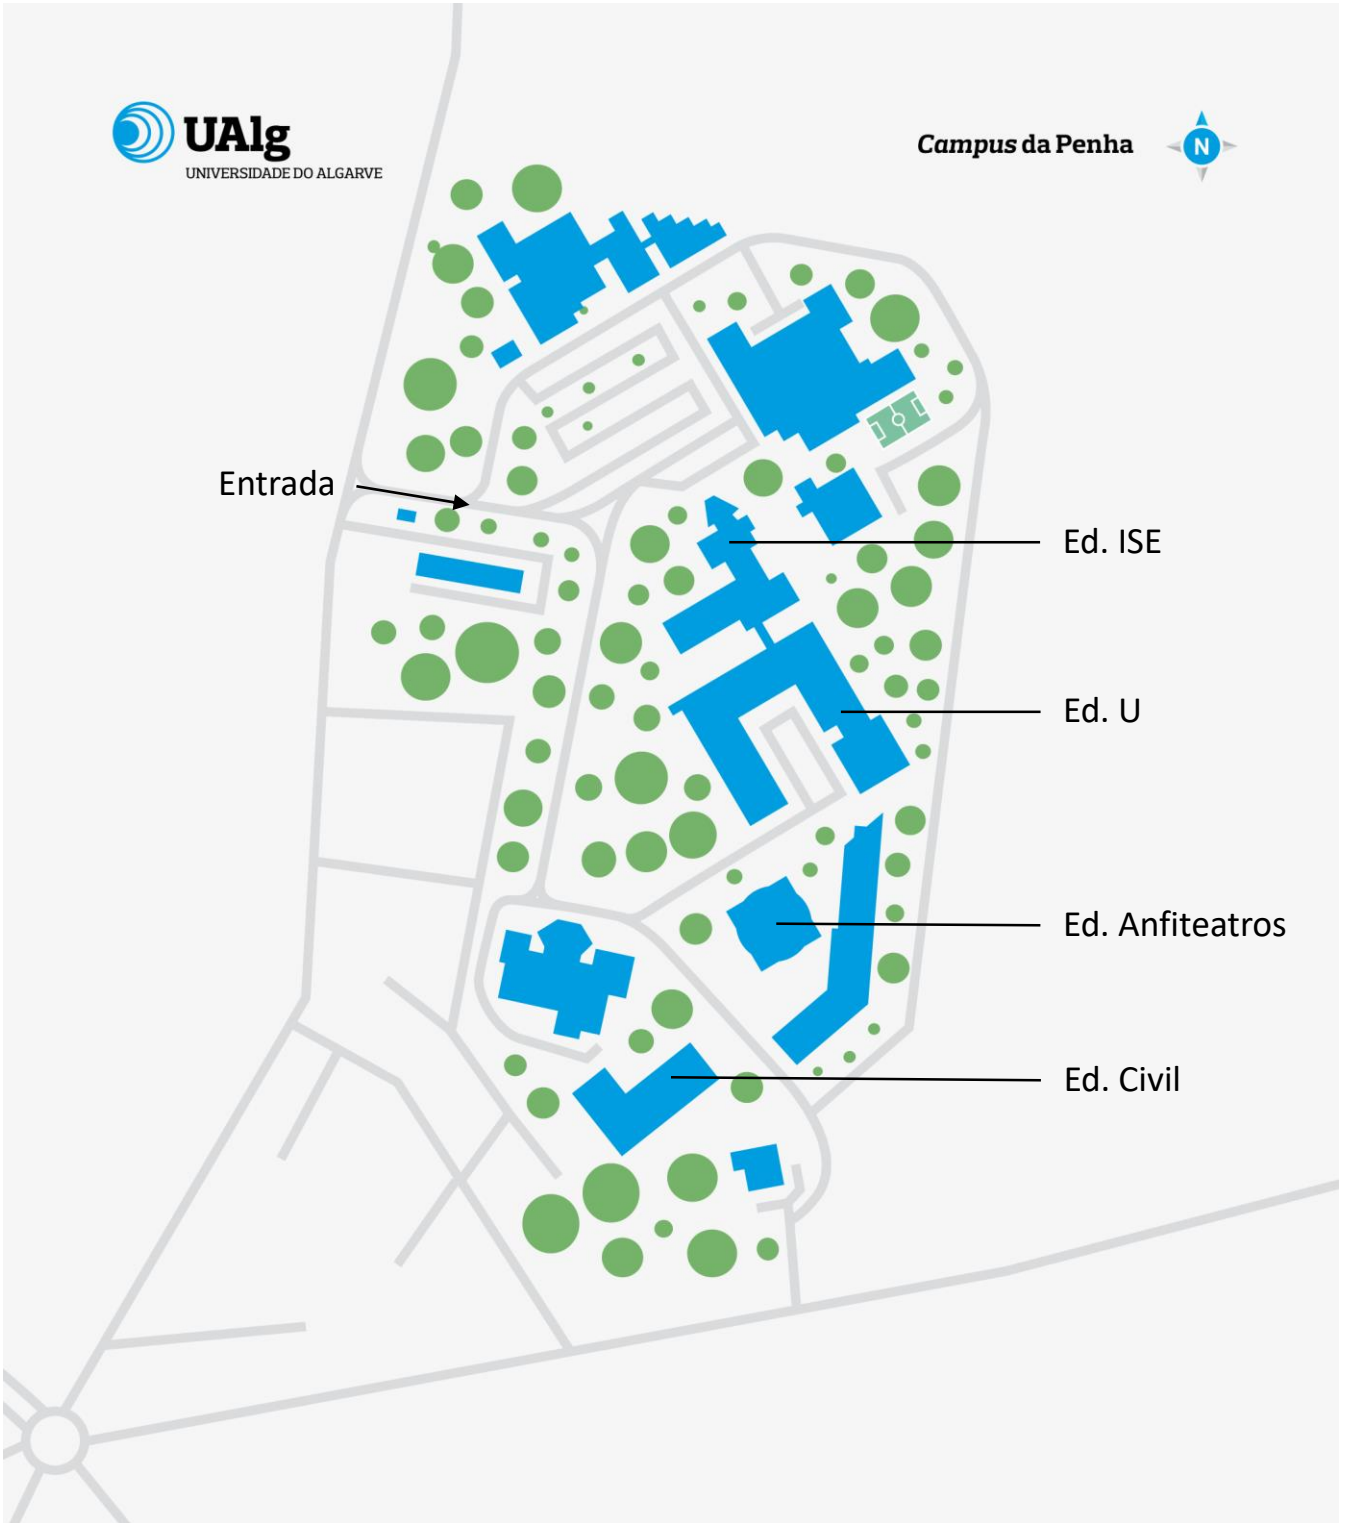 UAlg
UNIVERSIDADE DO ALGARVE
Campus da Penha
N
Entrada
Ed. ISE
Ed. U
Ed. Anfiteatros
Ed. Civil